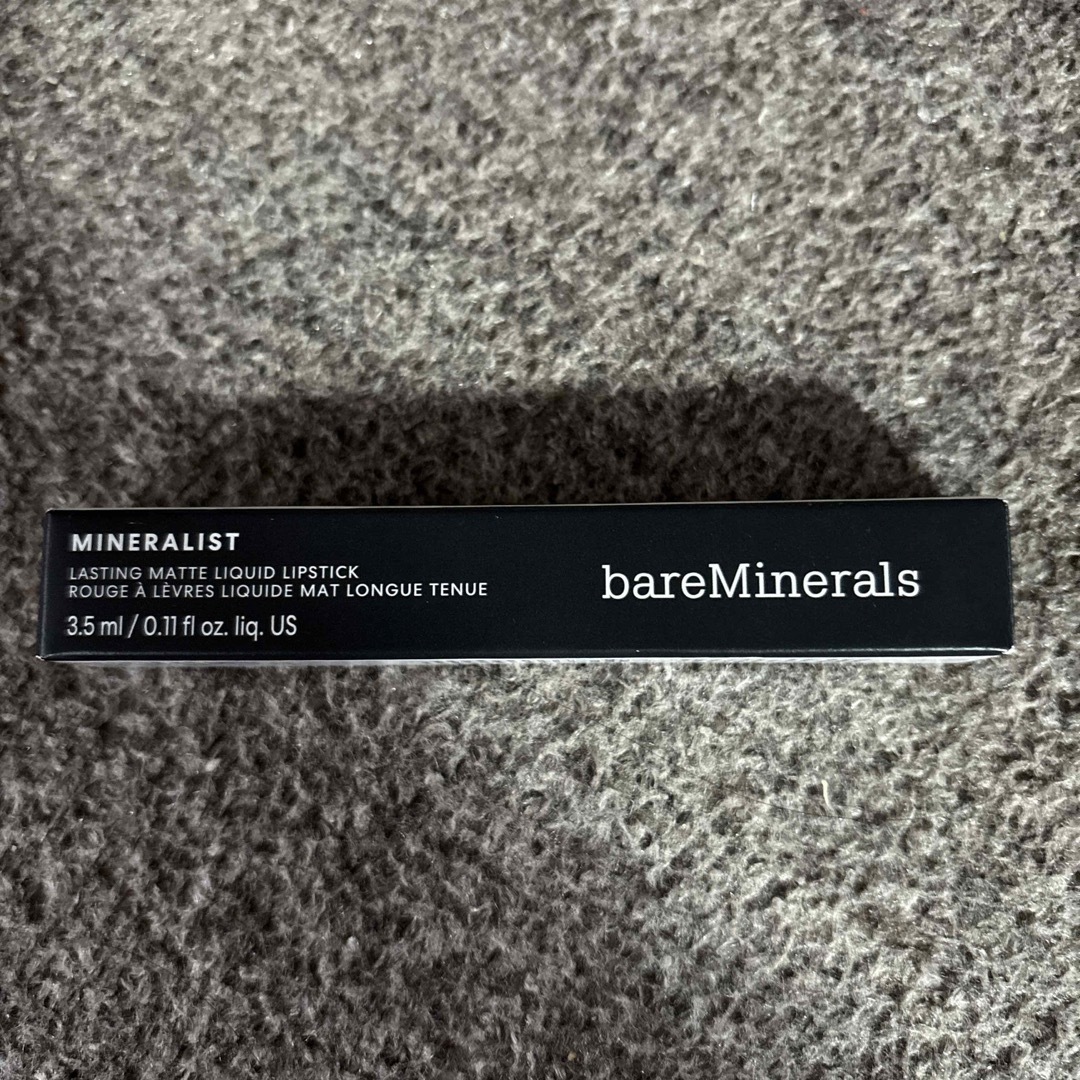 MINERALIST
LASTING MATTE LIQUID LIPSTICK
ROUGE À LÈVRES LIQUIDE MAT LONGUE TENUE
3.5 ml / 0.11 fl oz. liq. US
bareMinerals